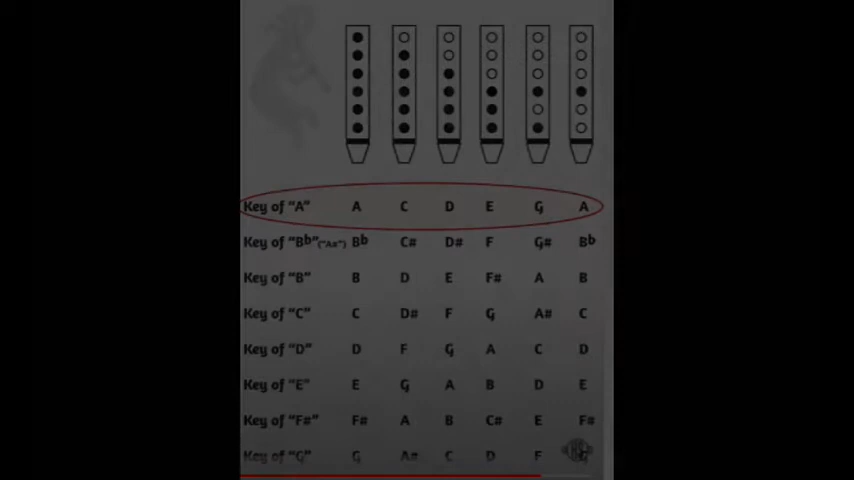 Key of “A” A C D E G A
Key of “Bb”(“A#”) Bb C# D# F G# Bb
Key of “B” B D E F# A B
Key of “C” C D# F G A# C
Key of “D” D F G A C D
Key of “E” E G A B D E
Key of “F#” F# A B C# E F#
Key of “G” G A# C D F G